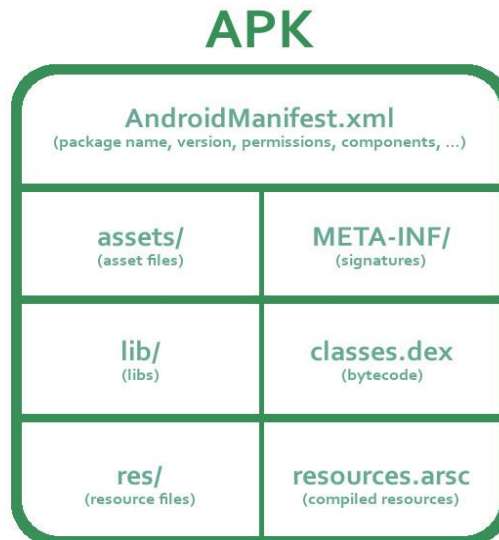 APK
AndroidManifest.xml
(package name, version, permissions, components, ...)
assets/
(asset files)
META-INF/
(signatures)
lib/
(libs)
classes.dex
(bytecode)
res/
(resource files)
resources.arsc
(compiled resources)